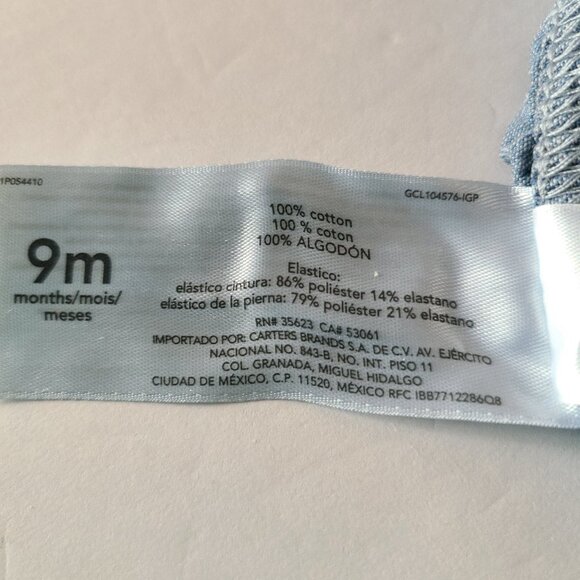 1P054410
GCL104576-IGP
9m
months/mois/
meses
100% cotton
100 % coton
100% ALGODÓN
Elastico:
elástico cintura: 86% poliéster 14% elastano
elástico de la pierna: 79% poliéster 21% elastano
RN# 35623 CA# 53061
IMPORTADO POR: CARTERS BRANDS S.A. DE C.V. AV. EJÉRCITO
NACIONAL NO. 843-B, NO. INT. PISO 11
COL. GRANADA, MIGUEL HIDALGO
CIUDAD DE MÉXICO, C.P. 11520, MÉXICO RFC IBB7712286Q8